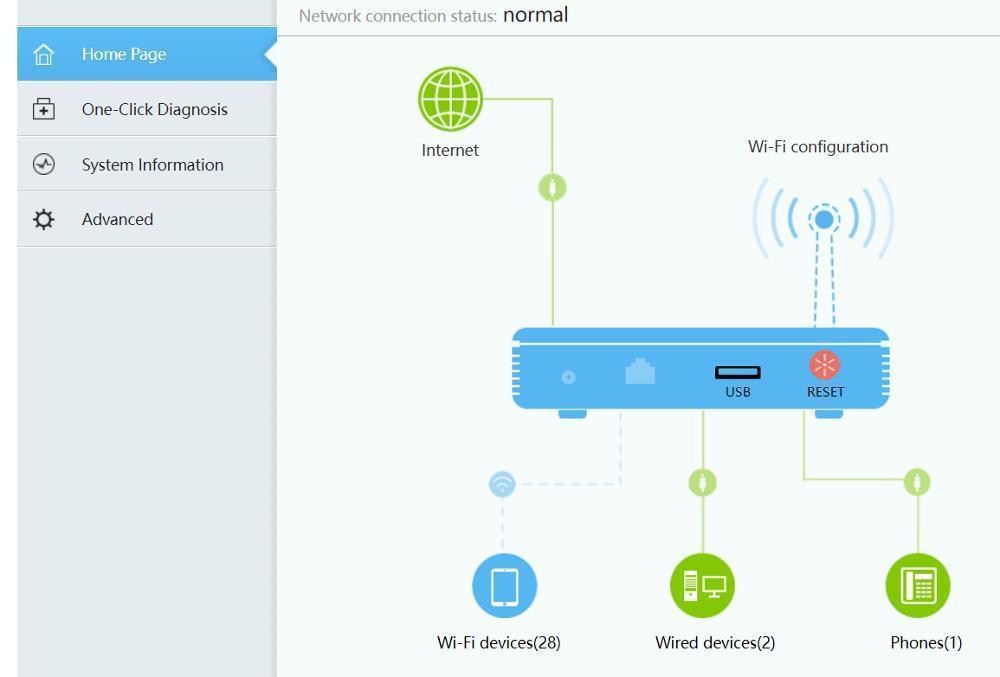 Network connection status: normal
Home Page
One-Click Diagnosis
System Information
Advanced
Internet
Wi-Fi configuration
USB
RESET
Wi-Fi devices(28)
Wired devices(2)
Phones(1)